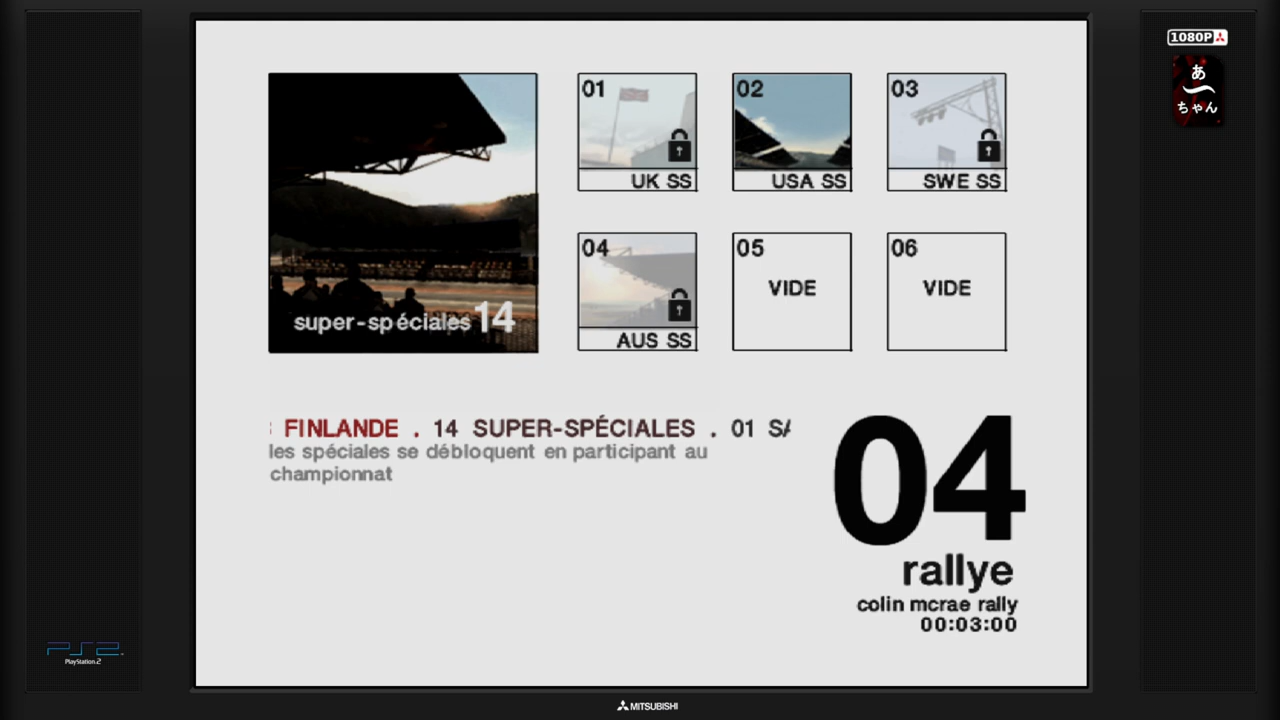 1080P
あ
ー
ちゃん
01
UK SS
02
USA SS
03
SWE SS
super-spéciales 14
04
AUS SS
05
VIDE
06
VIDE
FINLANDE . 14 SUPER-SPÉCIALES . 01
les spéciales se débloquent en participant au
championnat
04
rallye
colin mcrae rally
00:03:00
PS2
PlayStation.2
MITSUBISHI